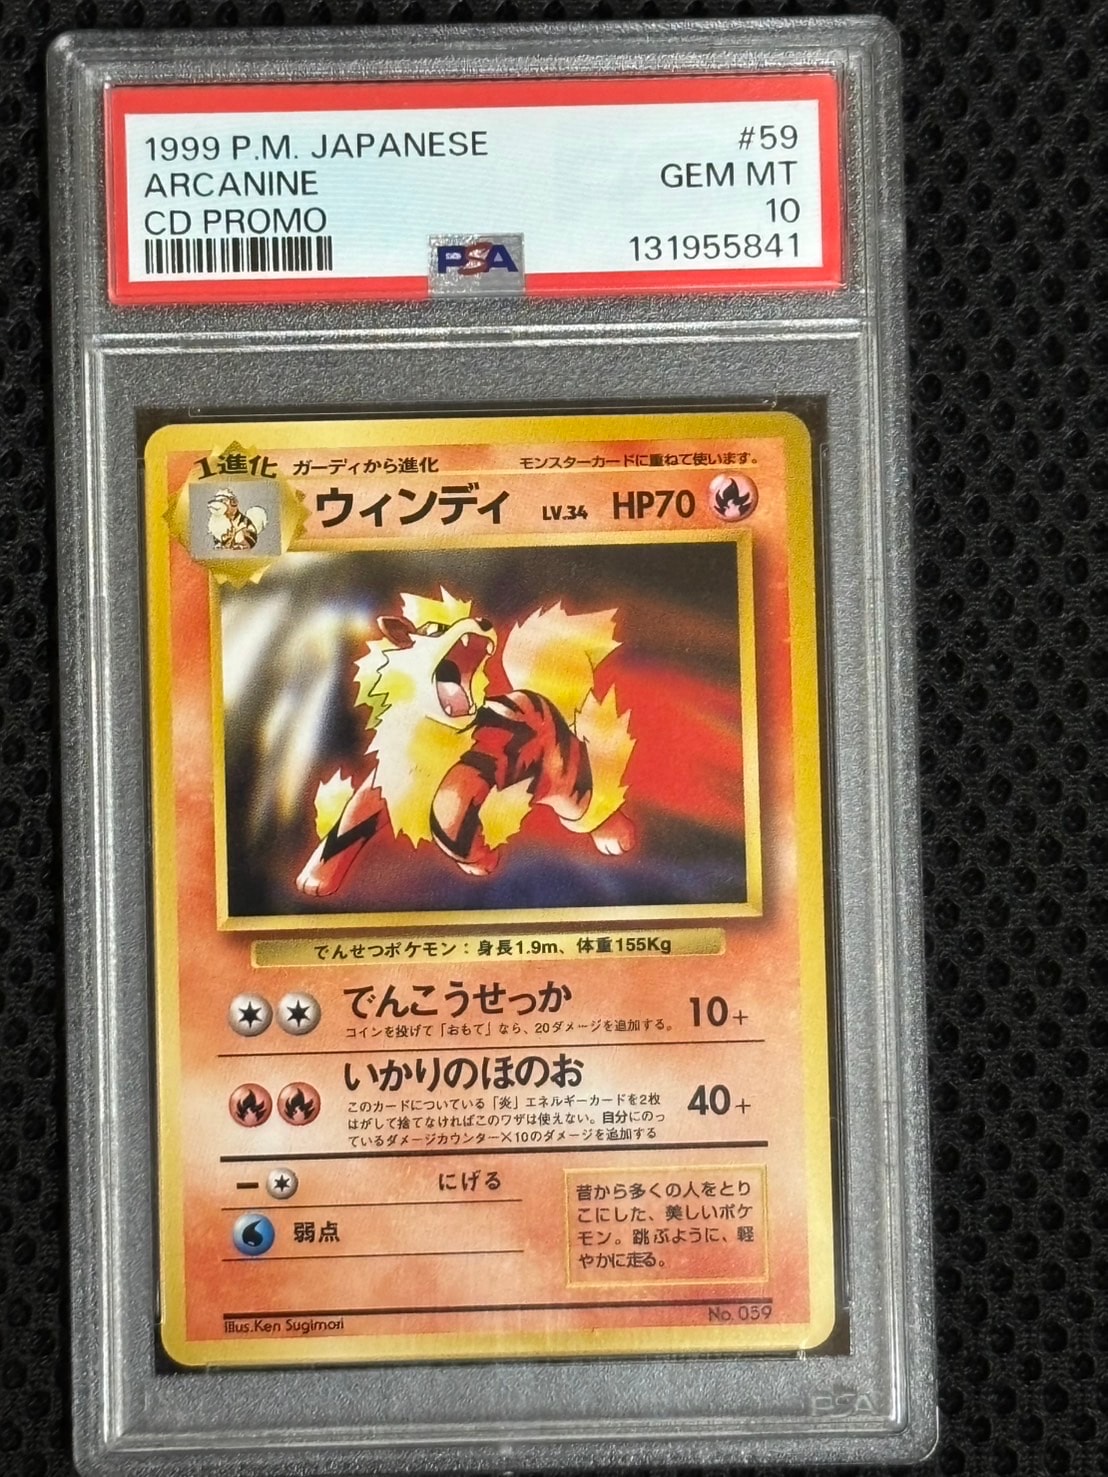 1999 P.M. JAPANESE #59
ARCANINE GEM MT
CD PROMO 10
PSA 131955841
1進化 ガーディから進化 モンスターカードに重ねて使います。
ウィンディ LV.34 HP70
でんせつポケモン：身長1.9m、体重155Kg
でんこうせっか 10+
コインを投げて「おもて」なら、20ダメージを追加する。
いかりのほのお 40+
このカードについている「炎」エネルギーカードを2枚
はがして捨てなければこのワザは使えない。自分にのっ
ているダメージカウンター×10のダメージを追加する
ー にげる
弱点
昔から多くの人をとり
こにした、美しいポケ
モン。跳ぶように、軽
やかに走る。
illus.Ken Sugimori No. 059
PSA